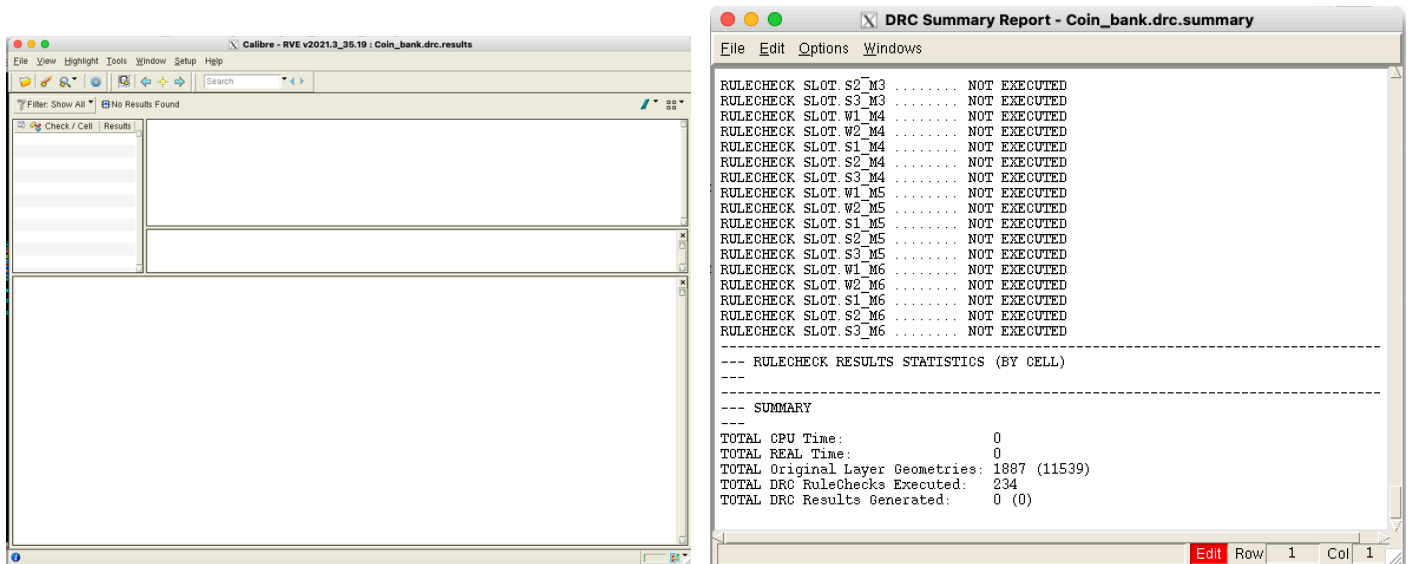 Calibre - RVE v2021.3_35.19 : Coin_bank.drc.results
File View Highlight Tools Window Setup Help
Search
Filter: Show All No Results Found
Check / Cell Results
DRC Summary Report - Coin_bank.drc.summary
File Edit Options Windows
RULECHECK SLOT.S2_M3 ........ NOT EXECUTED
RULECHECK SLOT.S3_M3 ........ NOT EXECUTED
RULECHECK SLOT.W1_M4 ........ NOT EXECUTED
RULECHECK SLOT.W2_M4 ........ NOT EXECUTED
RULECHECK SLOT.S1_M4 ........ NOT EXECUTED
RULECHECK SLOT.S2_M4 ........ NOT EXECUTED
RULECHECK SLOT.S3_M4 ........ NOT EXECUTED
RULECHECK SLOT.W1_M5 ........ NOT EXECUTED
RULECHECK SLOT.W2_M5 ........ NOT EXECUTED
RULECHECK SLOT.S1_M5 ........ NOT EXECUTED
RULECHECK SLOT.S2_M5 ........ NOT EXECUTED
RULECHECK SLOT.S3_M5 ........ NOT EXECUTED
RULECHECK SLOT.W1_M6 ........ NOT EXECUTED
RULECHECK SLOT.W2_M6 ........ NOT EXECUTED
RULECHECK SLOT.S1_M6 ........ NOT EXECUTED
RULECHECK SLOT.S2_M6 ........ NOT EXECUTED
RULECHECK SLOT.S3_M6 ........ NOT EXECUTED
--------------------------------------------------------------------------------
--- RULECHECK RESULTS STATISTICS (BY CELL)
---
--------------------------------------------------------------------------------
--- SUMMARY
---
TOTAL CPU Time: 0
TOTAL REAL Time: 0
TOTAL Original Layer Geometries: 1887 (11539)
TOTAL DRC RuleChecks Executed: 234
TOTAL DRC Results Generated: 0 (0)
Edit Row 1 Col 1